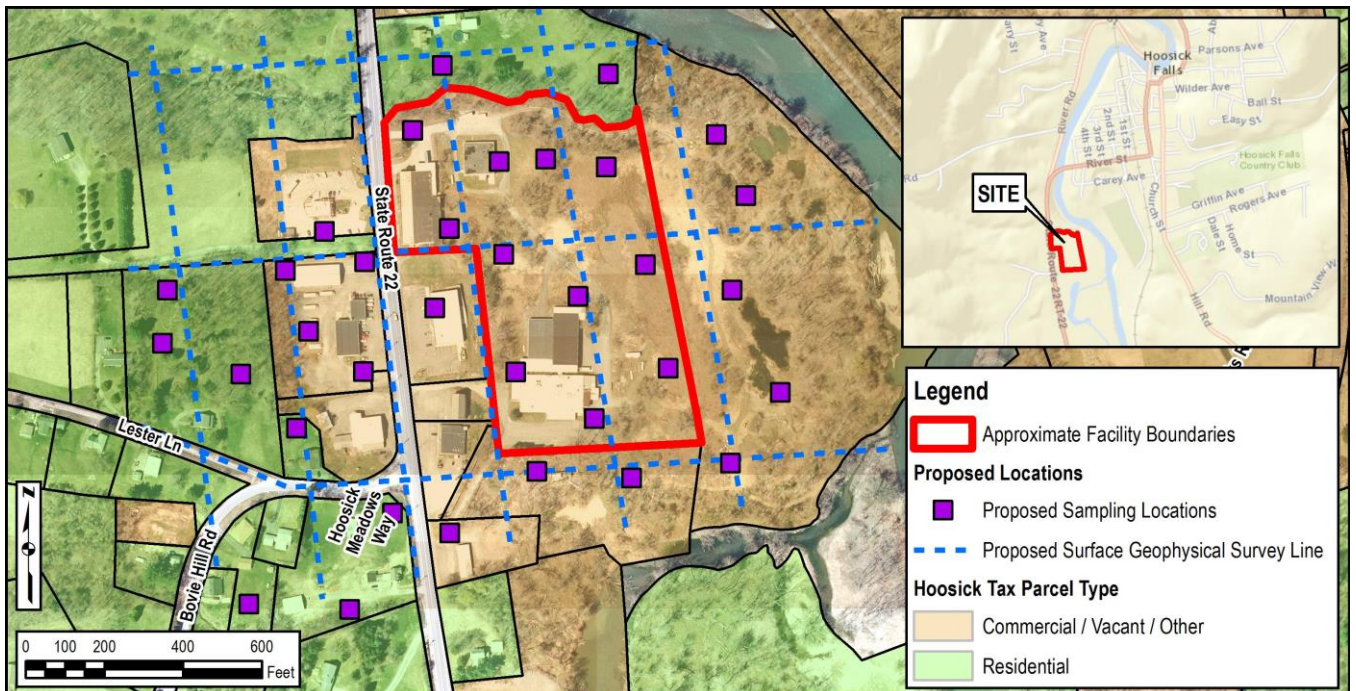 State Route 22
Lester Ln
Bovie Hill Rd
Hoosick
Meadows
Way
N
0 100 200 400 600
Feet
Hoosick
Falls
Parsons Ave
Wilder Ave
Ball St
Easy St
River Rd
1st St
2nd St
3rd St
4th St
River St
Carey Ave
Church St
Hoosick Falls
Country Club
Griffin Ave
Rogers Ave
Dale St
Home St
Mountain View W
Hill Rd
Rd
SITE
Route 22 RT-22
Legend
Approximate Facility Boundaries
Proposed Locations
Proposed Sampling Locations
Proposed Surface Geophysical Survey Line
Hoosick Tax Parcel Type
Commercial / Vacant / Other
Residential